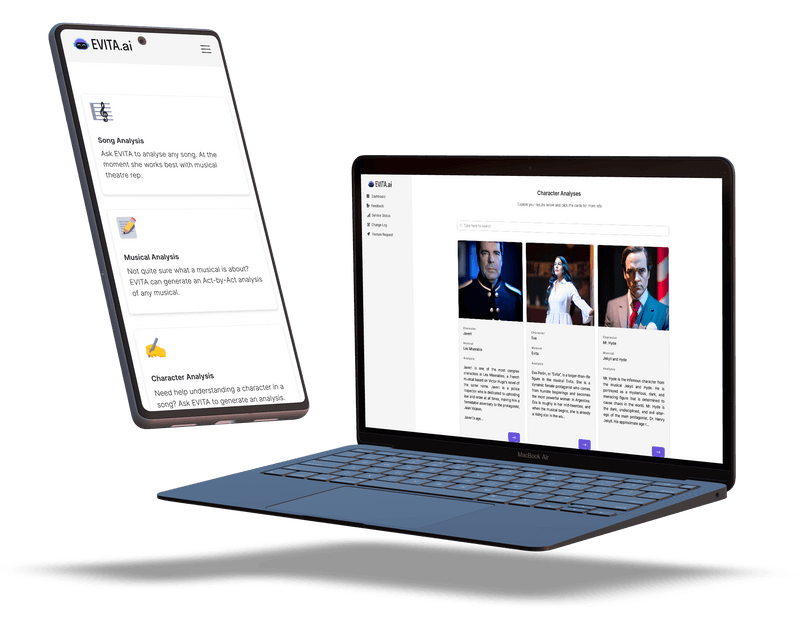 EVITA.ai
Song Analysis
Ask EVITA to analyse any song. At the
moment she works best with musical
theatre rep.
Musical Analysis
Not quite sure what a musical is about?
EVITA can generate an Act-by-Act analysis
of any musical.
Character Analysis
Need help understanding a character in a
song? Ask EVITA to generate an analysis.
EVITA.ai
Dashboard
Feedback
Service Status
Change Log
Feature Request
Character Analyses
Explore your results below and click the cards for more info
Type here to search
Character
Javert
Musical
Les Misérables
Analysis
Javert is one of the most complex
characters in Les Misérables, a French
musical based on Victor Hugo's novel of
the same name. Javert is a police
inspector who is dedicated to upholding
law and order at all times, making him a
formidable adversary to the protagonist,
Jean Valjean.
Javert's age...
Character
Eva
Musical
Evita
Analysis
Eva Perón, or "Evita", is a larger-than-life
figure in the musical Evita. She is a
dynamic female protagonist who comes
from humble beginnings and becomes
the most powerful woman in Argentina.
Eva is roughly in her mid-twenties, and
when the musical begins, she is already
a rising star in the en...
Character
Mr. Hyde
Musical
Jekyll and Hyde
Analysis
Mr. Hyde is the infamous character from
the musical Jekyll and Hyde. He is
portrayed as a mysterious, dark, and
menacing figure that is determined to
cause chaos in the world. Mr. Hyde is
the dark, undisciplined, and evil alter-
ego of the main protagonist, Dr. Henry
Jekyll. His approximate age r...
MacBook Air